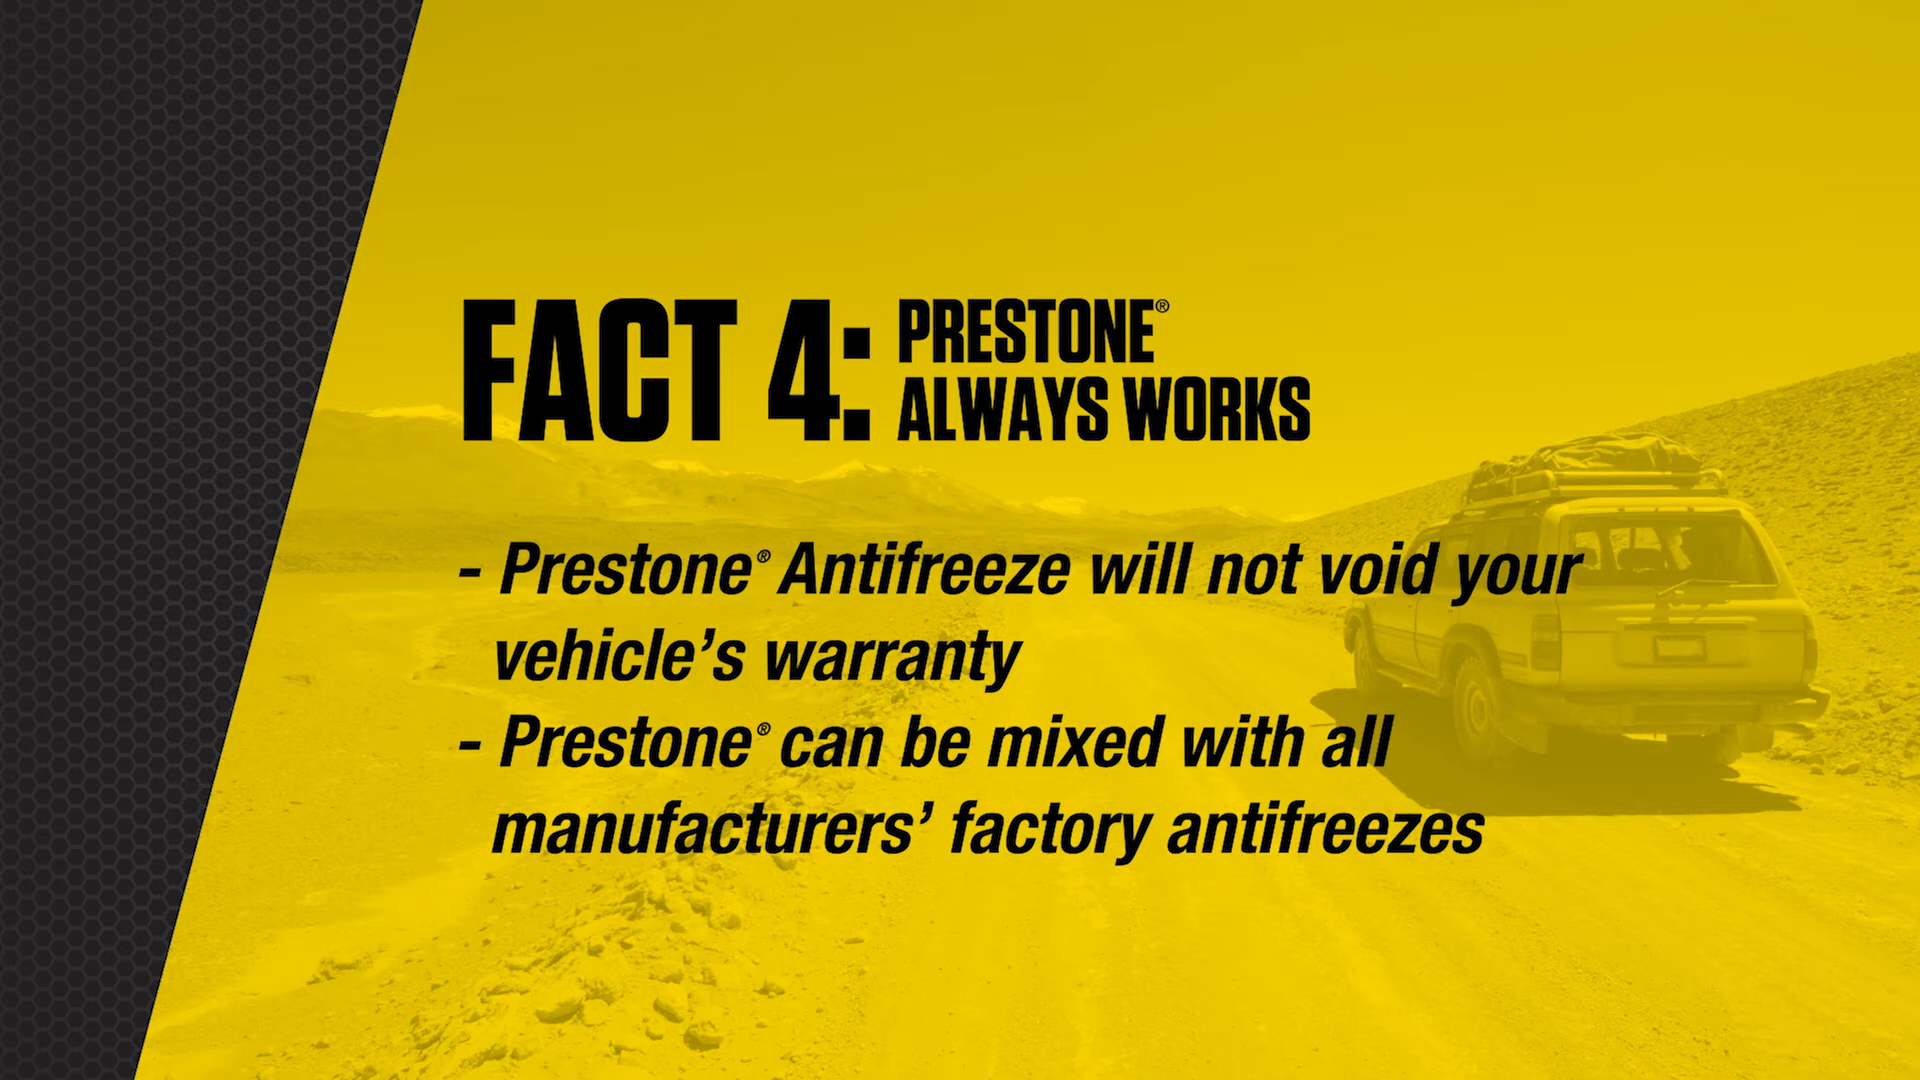 FACT 4: PRESTONE®
ALWAYS WORKS
- Prestone® Antifreeze will not void your
vehicle’s warranty
- Prestone® can be mixed with all
manufacturers’ factory antifreezes